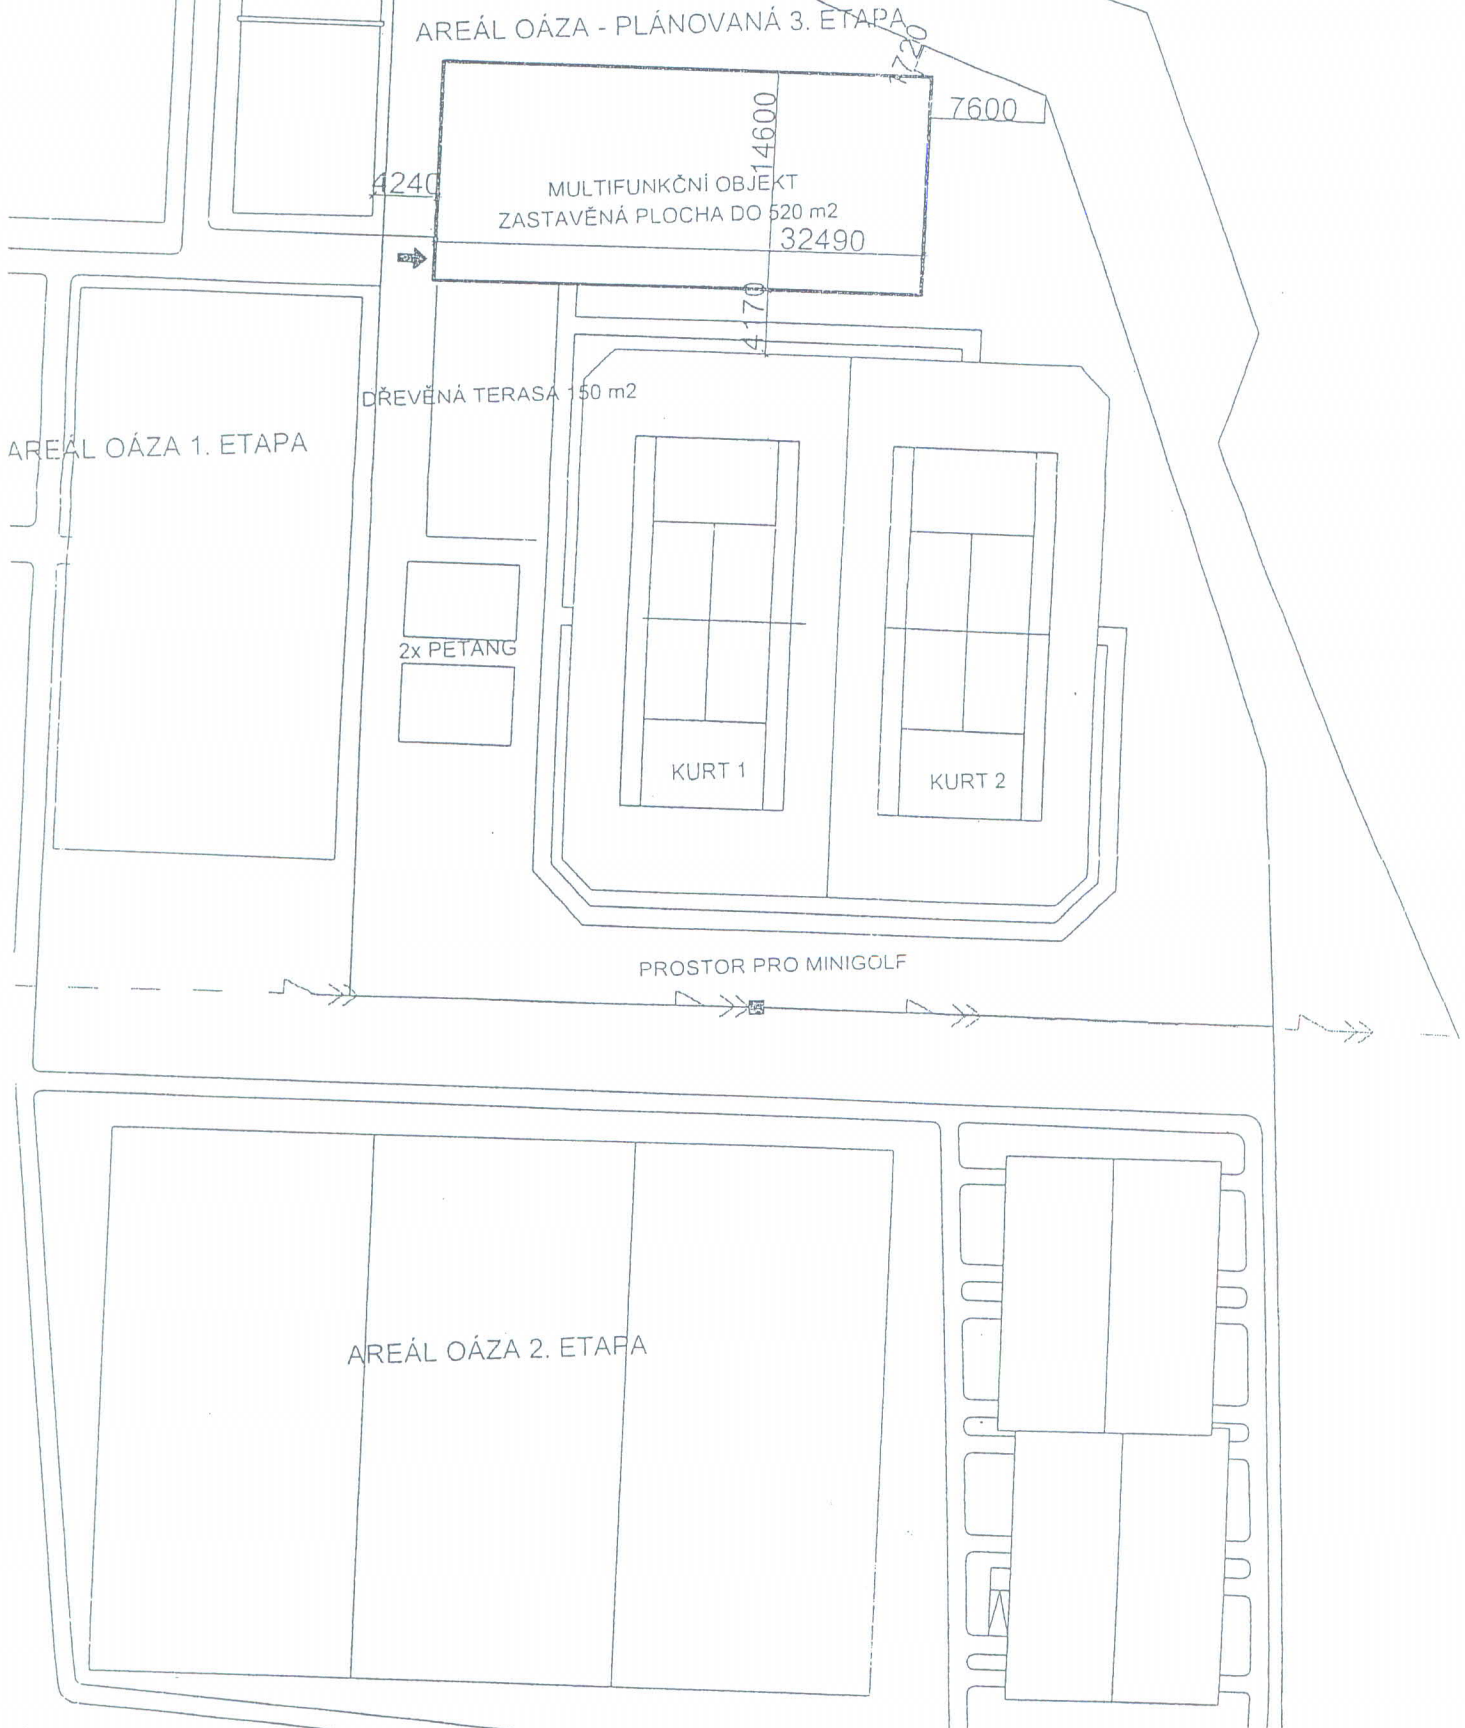 AREÁL OÁZA - PLÁNOVANÁ 3. ETAPA
7600
14600
4240
MULTIFUNKČNÍ OBJEKT
ZASTAVĚNÁ PLOCHA DO 520 m2
32490
4170
DŘEVĚNÁ TERASA 150 m2
AREÁL OÁZA 1. ETAPA
2x PETANG
KURT 1
KURT 2
PROSTOR PRO MINIGOLF
AREÁL OÁZA 2. ETAPA